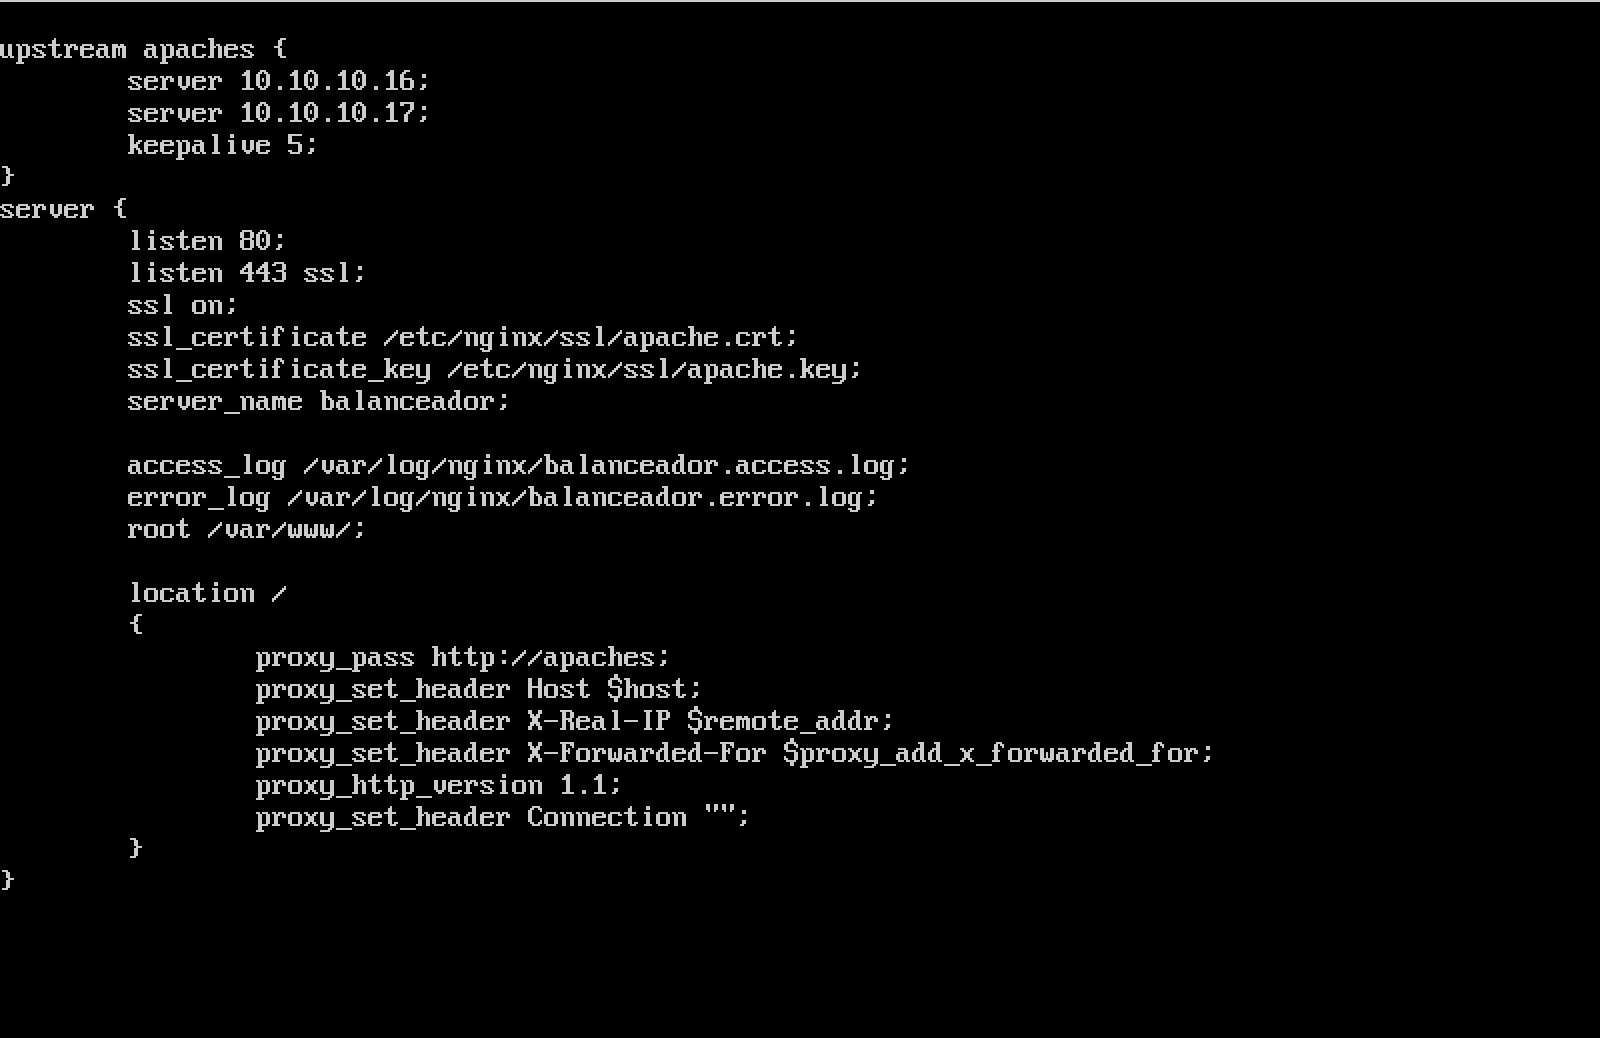 upstream apaches {
        server 10.10.10.16;
        server 10.10.10.17;
        keepalive 5;
}
server {
        listen 80;
        listen 443 ssl;
        ssl on;
        ssl_certificate /etc/nginx/ssl/apache.crt;
        ssl_certificate_key /etc/nginx/ssl/apache.key;
        server_name balanceador;

        access_log /var/log/nginx/balanceador.access.log;
        error_log /var/log/nginx/balanceador.error.log;
        root /var/www/;

        location /
        {
                proxy_pass http://apaches;
                proxy_set_header Host $host;
                proxy_set_header X-Real-IP $remote_addr;
                proxy_set_header X-Forwarded-For $proxy_add_x_forwarded_for;
                proxy_http_version 1.1;
                proxy_set_header Connection "";
        }
}